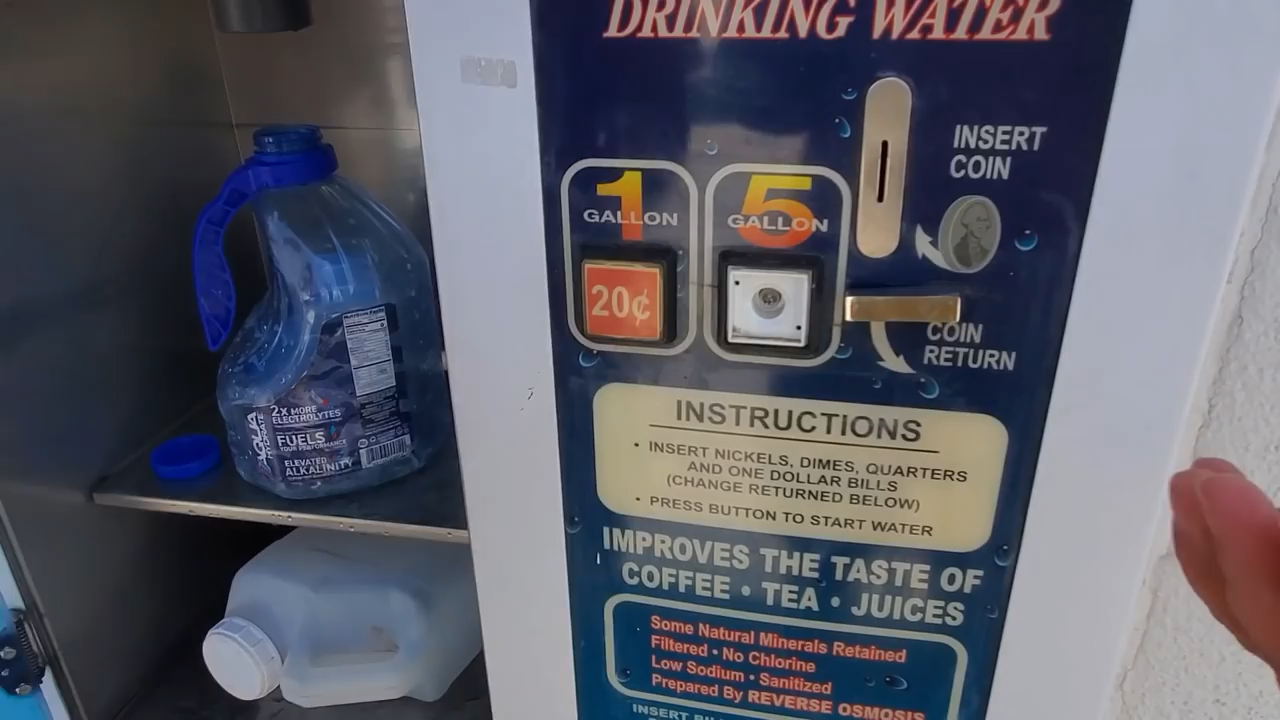 DRINKING WATER
INSERT
COIN
1
GALLON
5
GALLON
20¢
COIN
RETURN
INSTRUCTIONS
• INSERT NICKELS, DIMES, QUARTERS
AND ONE DOLLAR BILLS
(CHANGE RETURNED BELOW)
• PRESS BUTTON TO START WATER
IMPROVES THE TASTE OF
COFFEE • TEA • JUICES
Some Natural Minerals Retained
Filtered • No Chlorine
Low Sodium • Sanitized
Prepared By REVERSE OSMOSIS
Nutrition Facts
AQUA
HYDRATE
2X MORE
ELECTROLYTES
FUELS
YOUR PERFORMANCE
ELEVATED
ALKALINITY